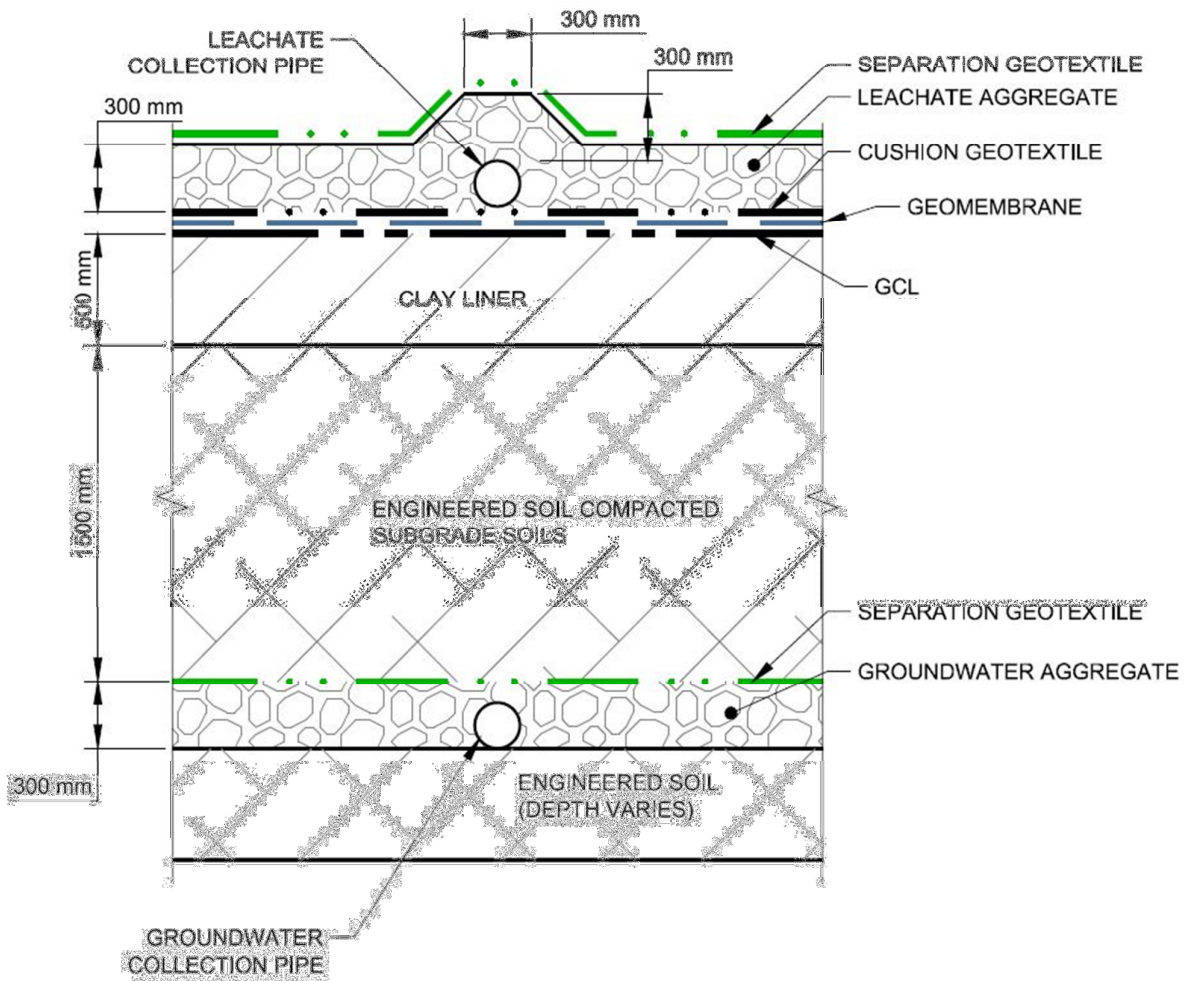 300 mm
LEACHATE
COLLECTION PIPE
300 mm
SEPARATION GEOTEXTILE
LEACHATE AGGREGATE
300 mm
CUSHION GEOTEXTILE
GEOMEMBRANE
GCL
500 mm
CLAY LINER
1500 mm
ENGINEERED SOIL COMPACTED
SUBGRADE SOILS
SEPARATION GEOTEXTILE
GROUNDWATER AGGREGATE
300 mm
ENGINEERED SOIL
(DEPTH VARIES)
GROUNDWATER
COLLECTION PIPE